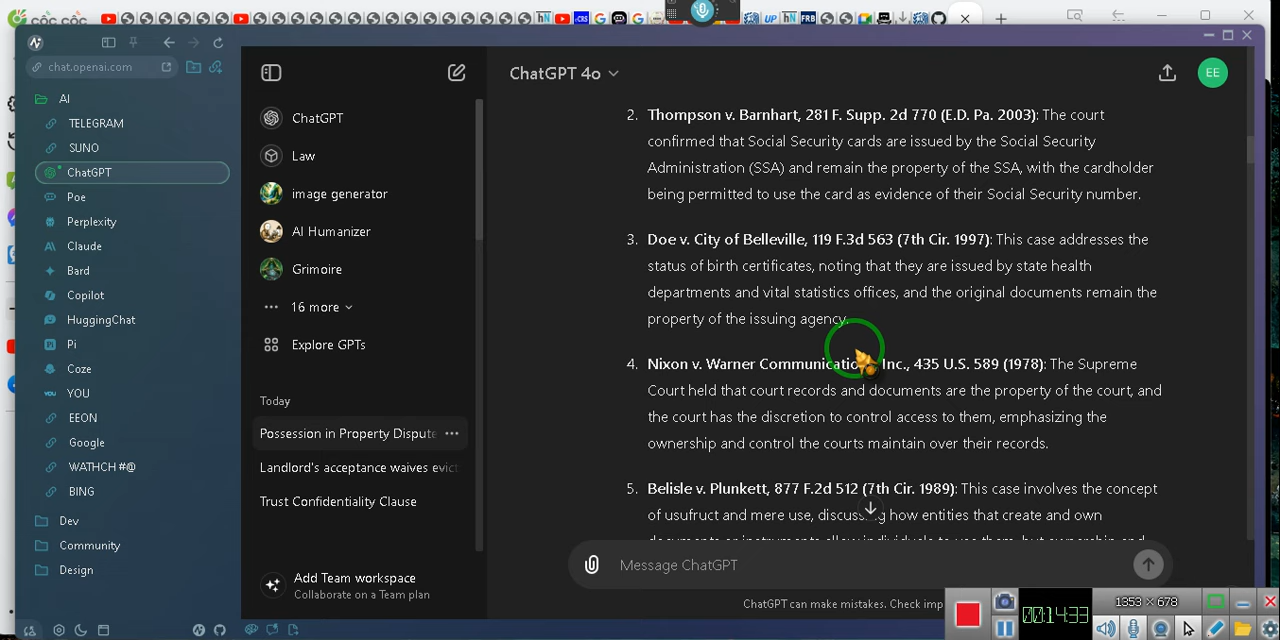 cốc cốc
UP
FRB
chat.openai.com
AI
TELEGRAM
SUNO
ChatGPT
Poe
Perplexity
Claude
Bard
Copilot
HuggingChat
Pi
Coze
YOU
EEON
Google
WATHCH #@
BING
Dev
Community
Design
ChatGPT
Law
image generator
AI Humanizer
Grimoire
16 more
Explore GPTs
Today
Possession in Property Dispute
Landlord's acceptance waives evict
Trust Confidentiality Clause
Add Team workspace
Collaborate on a Team plan
ChatGPT 4o
EE
2. Thompson v. Barnhart, 281 F. Supp. 2d 770 (E.D. Pa. 2003): The court
confirmed that Social Security cards are issued by the Social Security
Administration (SSA) and remain the property of the SSA, with the cardholder
being permitted to use the card as evidence of their Social Security number.
3. Doe v. City of Belleville, 119 F.3d 563 (7th Cir. 1997): This case addresses the
status of birth certificates, noting that they are issued by state health
departments and vital statistics offices, and the original documents remain the
property of the issuing agency.
4. Nixon v. Warner Communications, Inc., 435 U.S. 589 (1978): The Supreme
Court held that court records and documents are the property of the court, and
the court has the discretion to control access to them, emphasizing the
ownership and control the courts maintain over their records.
5. Belisle v. Plunkett, 877 F.2d 512 (7th Cir. 1989): This case involves the concept
of usufruct and mere use, discussing how entities that create and own
Message ChatGPT
ChatGPT can make mistakes. Check imp
00:14:33
1353 × 678